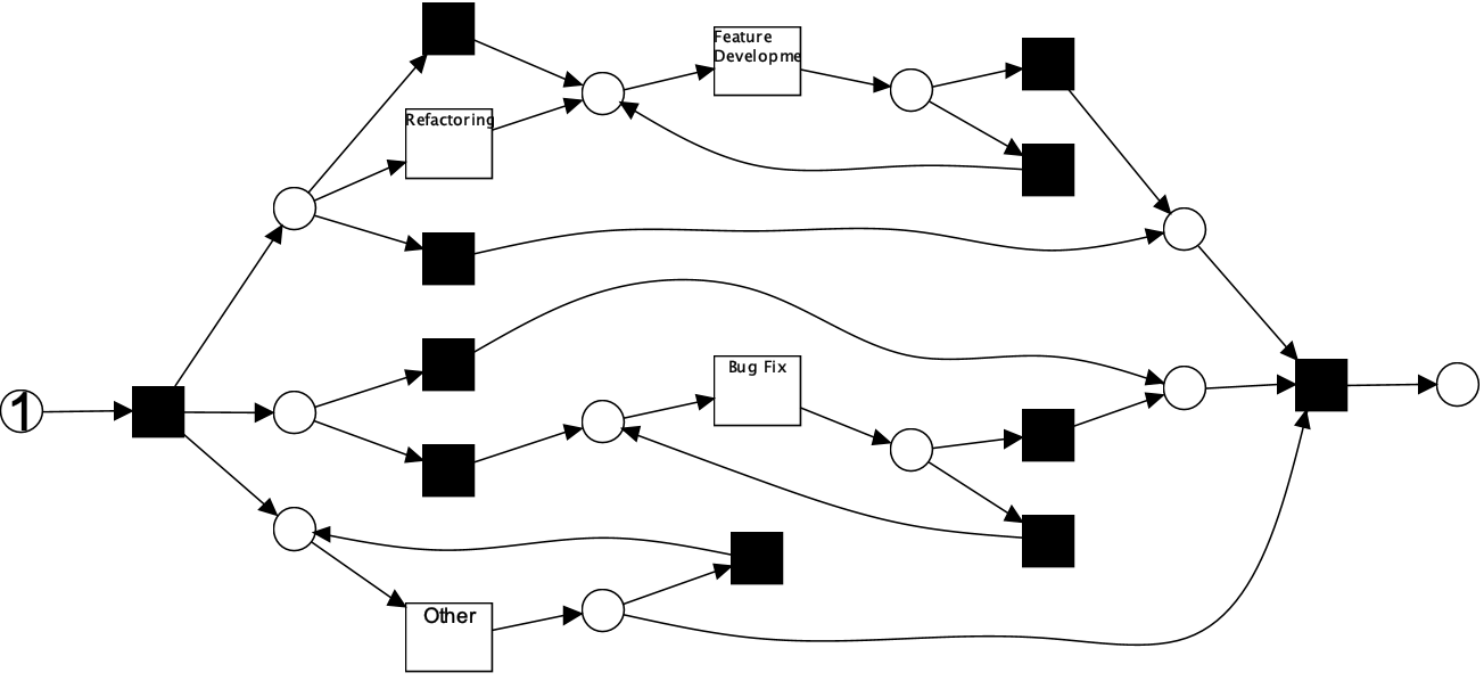 Feature
Developme
Refactoring
1
Bug Fix
Other